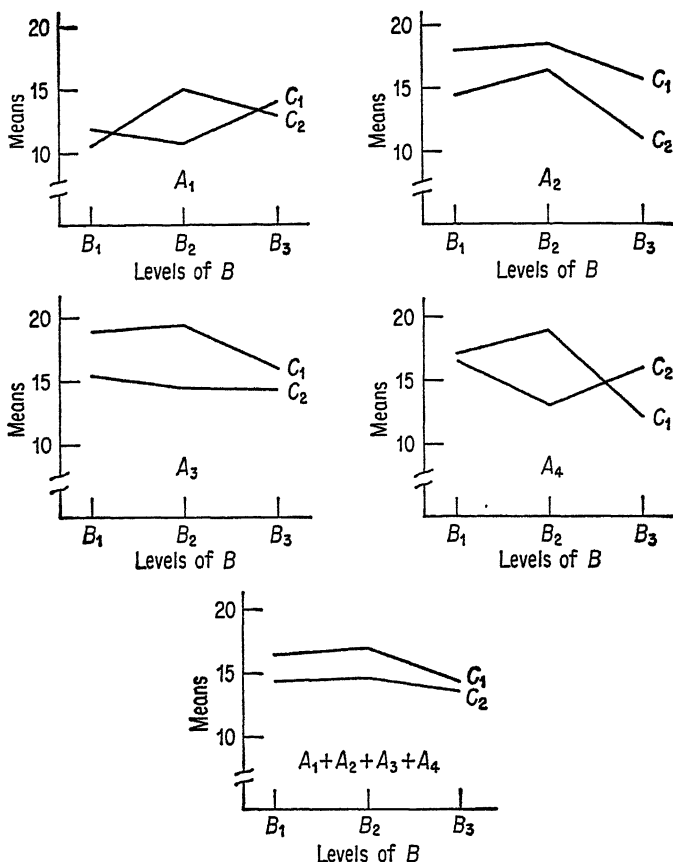 20
15
10
Means
C₁
C₂
A₁
B₁ B₂ B₃
Levels of B
20
15
10
Means
C₁
C₂
A₂
B₁ B₂ B₃
Levels of B
20
15
10
Means
C₁
C₂
A₃
B₁ B₂ B₃
Levels of B
20
15
10
Means
C₂
C₁
A₄
B₁ B₂ B₃
Levels of B
20
15
10
Means
C₁
C₂
A₁+A₂+A₃+A₄
B₁ B₂ B₃
Levels of B